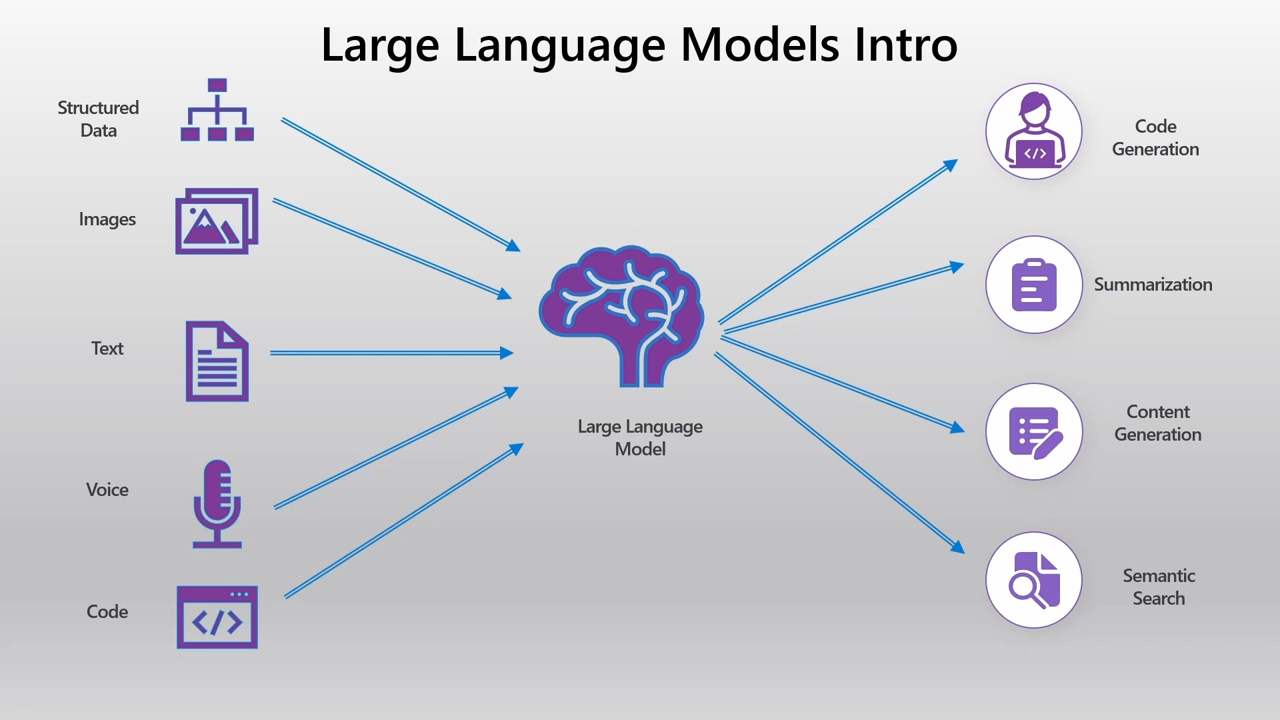 Large Language Models Intro
Structured
Data
Images
Text
Voice
Code
Large Language
Model
</>
Code
Generation
Summarization
Content
Generation
Semantic
Search
</>